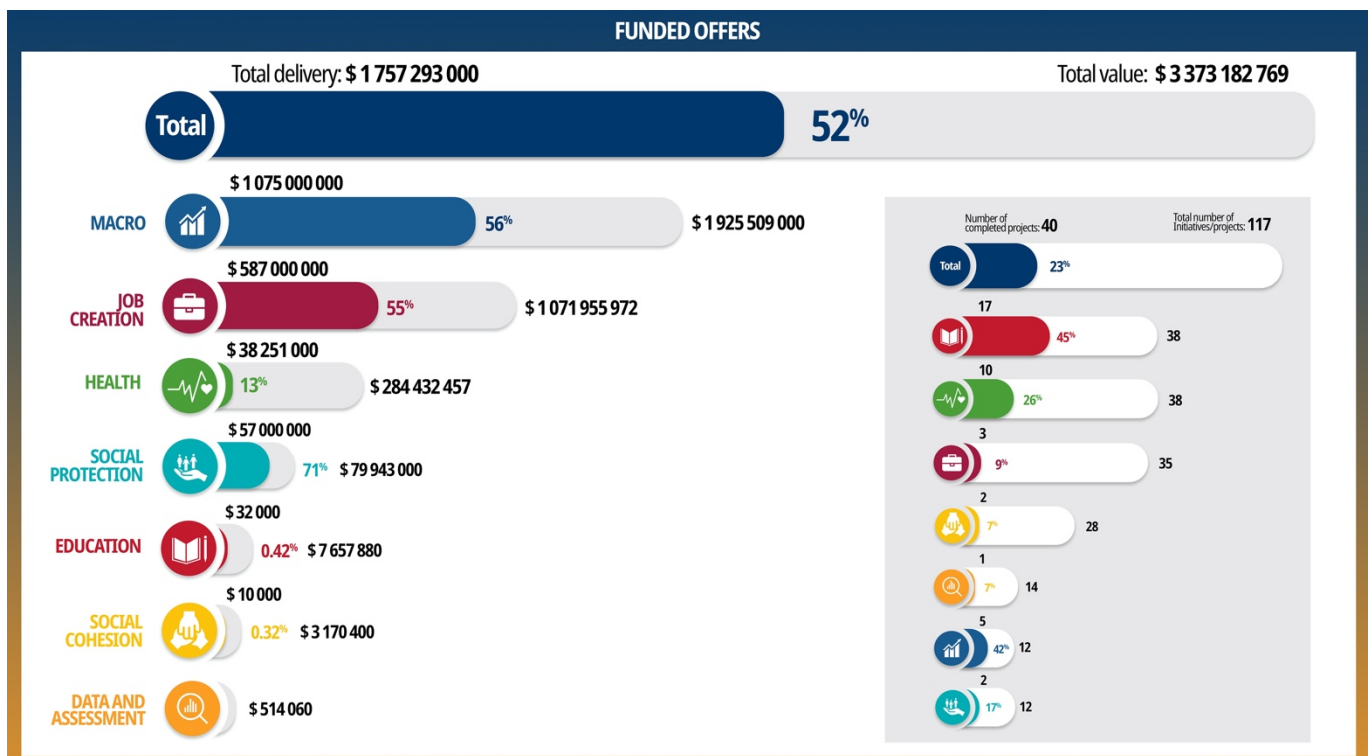 FUNDED OFFERS
Total delivery: $ 1 757 293 000
Total value: $ 3 373 182 769
Total
52%
$ 1 075 000 000
MACRO
56%
$ 1 925 509 000
$ 587 000 000
JOB
CREATION
55%
$ 1 071 955 972
$ 38 251 000
HEALTH
13%
$ 284 432 457
$ 57 000 000
SOCIAL
PROTECTION
71%
$ 79 943 000
$ 32 000
EDUCATION
0.42%
$ 7 657 880
$ 10 000
SOCIAL
COHESION
0.32%
$ 3 170 400
DATA AND
ASSESSMENT
$ 514 060
Number of
completed projects: 40
Total number of
Initiatives/projects: 117
Total
23%
17
45%
38
10
26%
38
3
9%
35
2
7%
28
1
7%
14
5
42%
12
2
17%
12